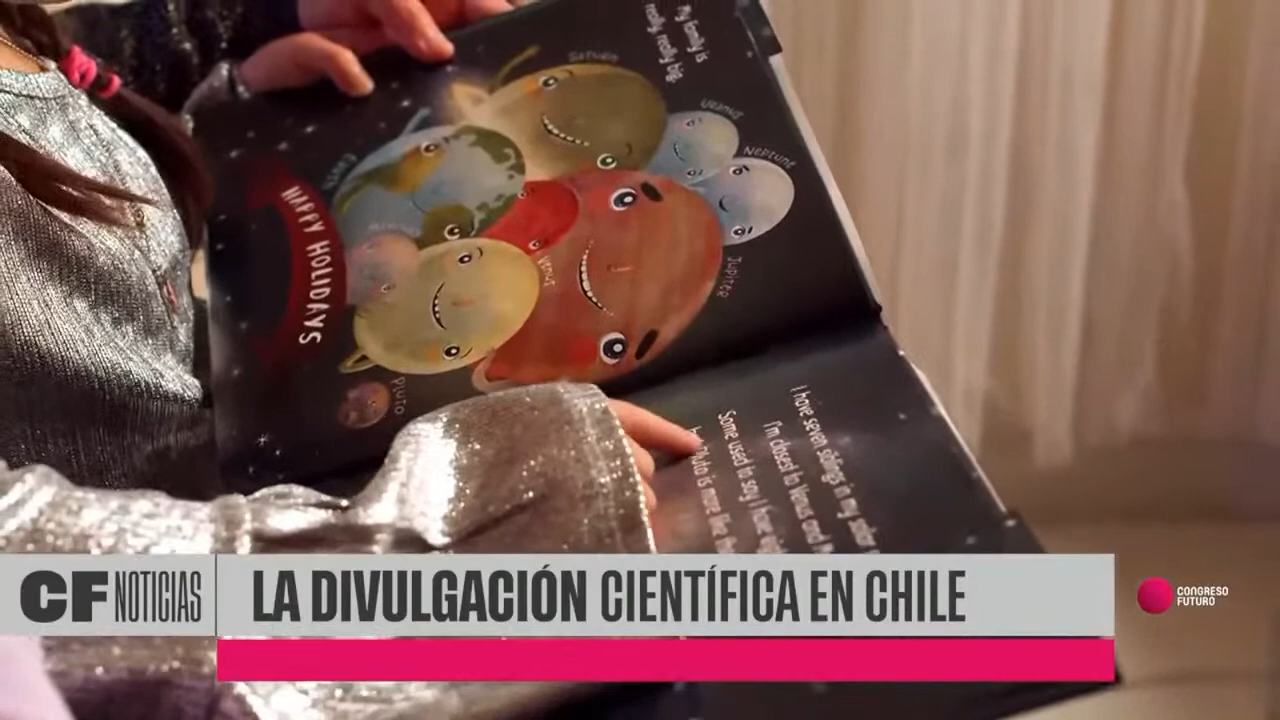 My family is
really, really big.
Saturn
Uranus
Neptune
Earth
Venus
Jupiter
Pluto
HAPPY HOLIDAYS
I have seven siblings in my solar
I'm closest to Venus and
Some used to say I have
Pluto is more like
CF NOTICIAS
LA DIVULGACIÓN CIENTÍFICA EN CHILE
CONGRESO
FUTURO